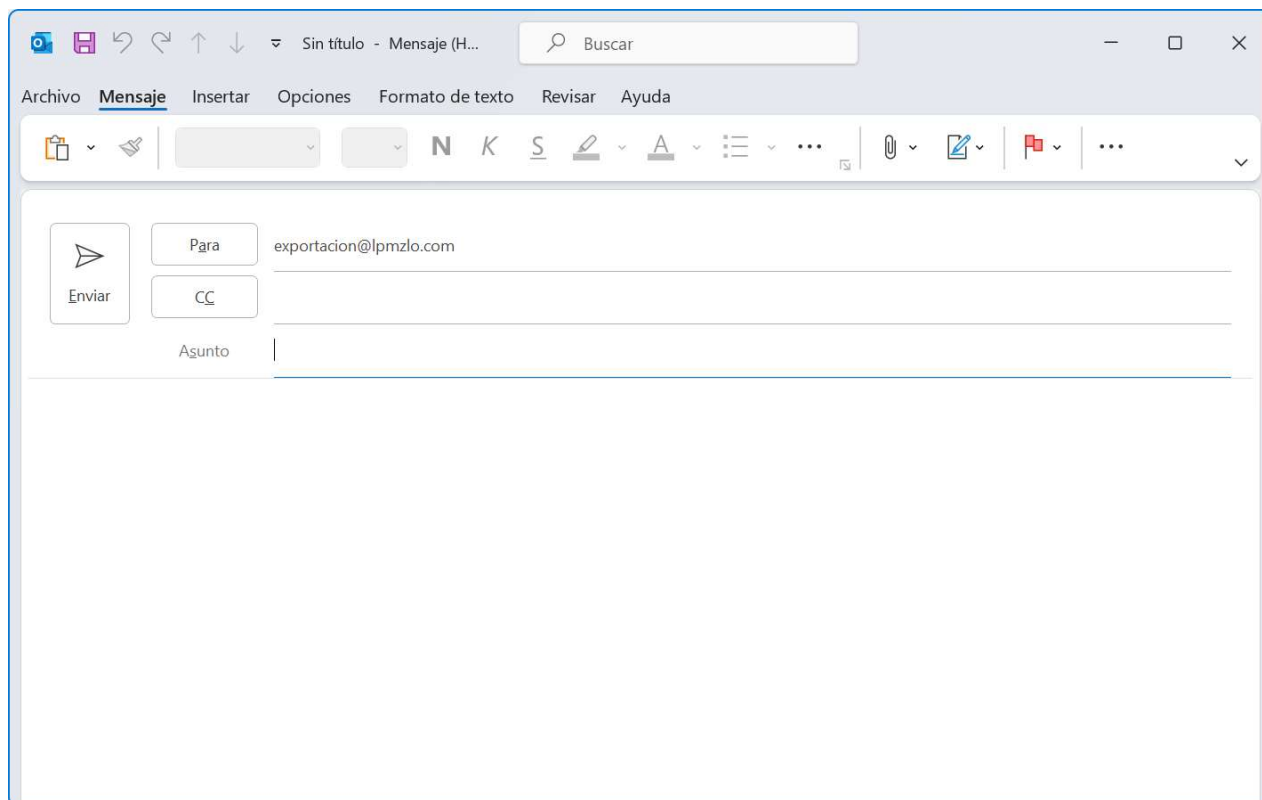 Sin título - Mensaje (H...
Buscar
Archivo Mensaje Insertar Opciones Formato de texto Revisar Ayuda
N K S A
Para exportacion@lpmzlo.com
Enviar CC
Asunto